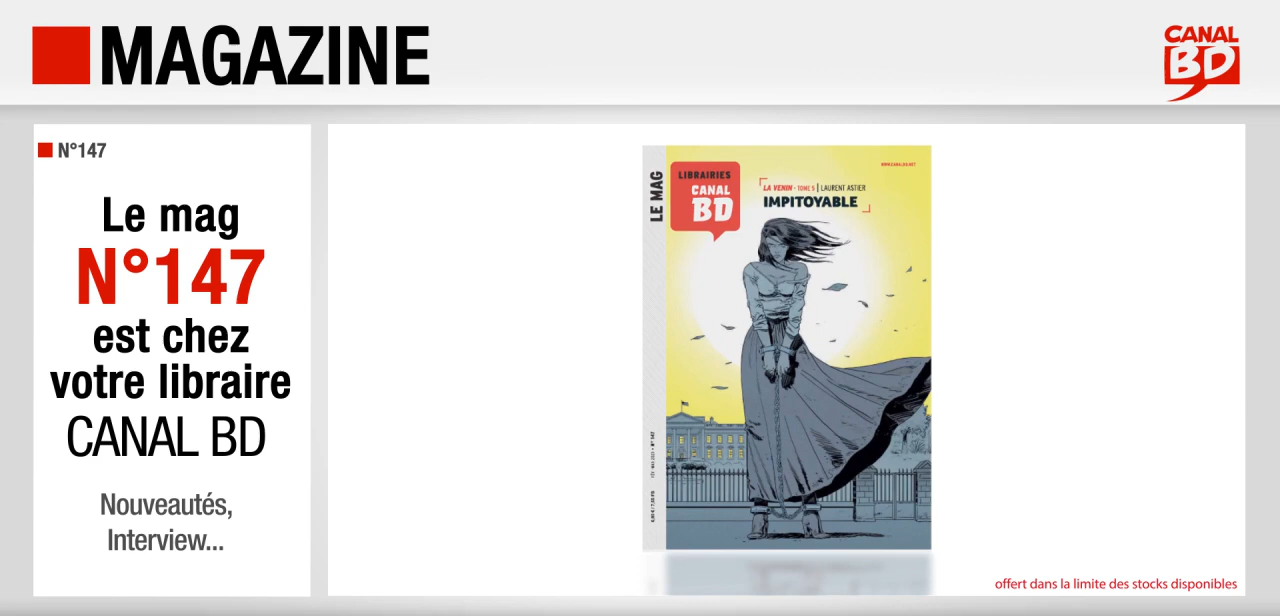 MAGAZINE
CANAL
BD
N°147
Le mag
N°147
est chez
votre libraire
CANAL BD
Nouveautés,
Interview...
LE MAG
LIBRAIRIES
CANAL
BD
WWW.CANALBD.NET
LA VENIN - TOME 5 | LAURENT ASTIER
IMPITOYABLE
offert dans la limite des stocks disponibles